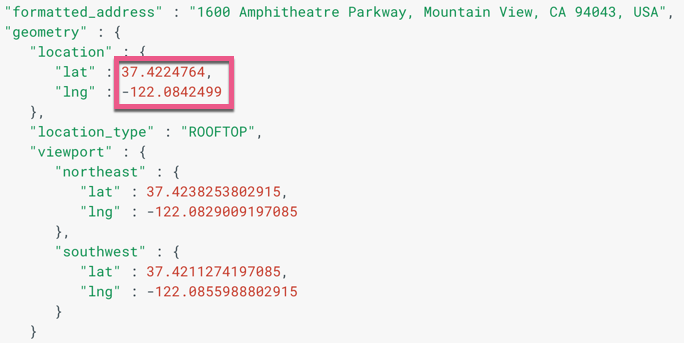 "formatted_address" : "1600 Amphitheatre Parkway, Mountain View, CA 94043, USA",
"geometry" : {
"location" : {
"lat" : 37.4224764,
"lng" : -122.0842499
},
"location_type" : "ROOFTOP",
"viewport" : {
"northeast" : {
"lat" : 37.4238253802915,
"lng" : -122.0829009197085
},
"southwest" : {
"lat" : 37.4211274197085,
"lng" : -122.0855988802915
}
}